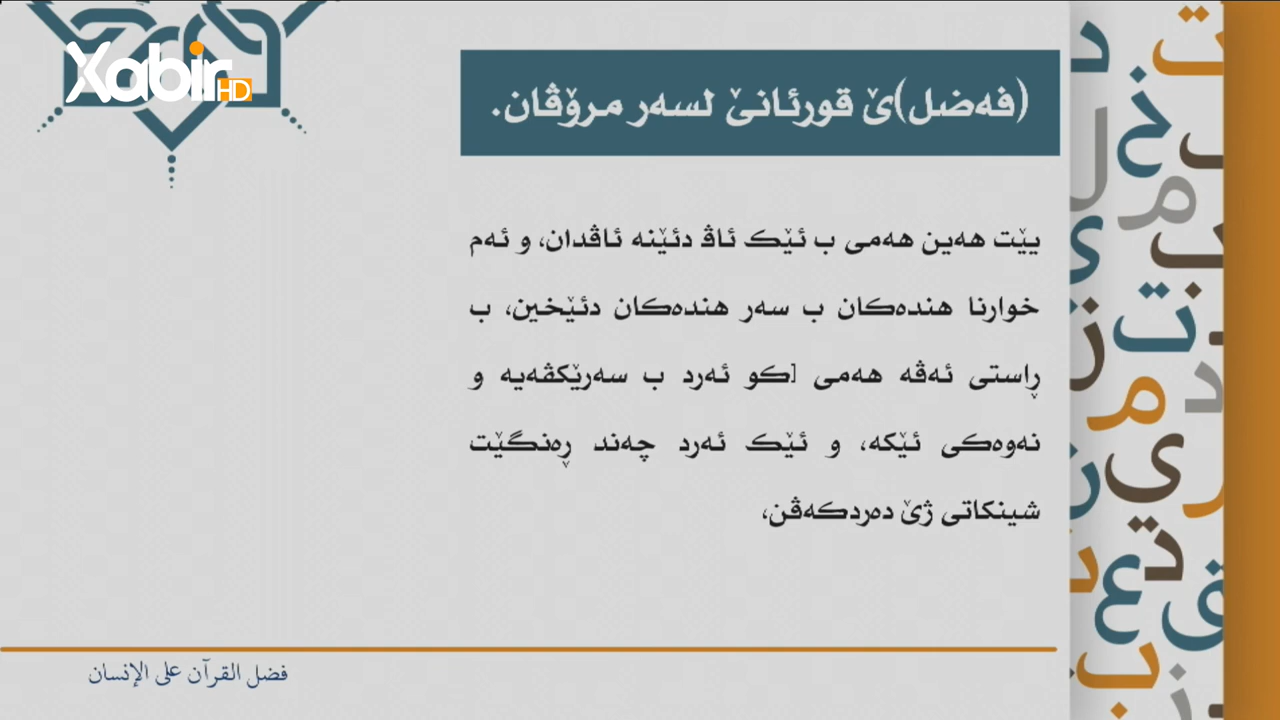 Xabir HD
(فەضل)ێ قورئانێ لسەر مرۆڤان.
یێت هەین هەمی ب ئێک ئاڤ دئێنە ئاڤدان، و ئەم
خوارنا هندەکان ب سەر هندەکان دئێخین، ب
ڕاستی ئەڤە هەمی [کو ئەرد ب سەرێکڤەیە و
نەوەکی ئێکە، و ئێک ئەرد چەند ڕەنگێت
شینکاتی ژێ دەردکەڤن،
فضل القرآن على الإنسان